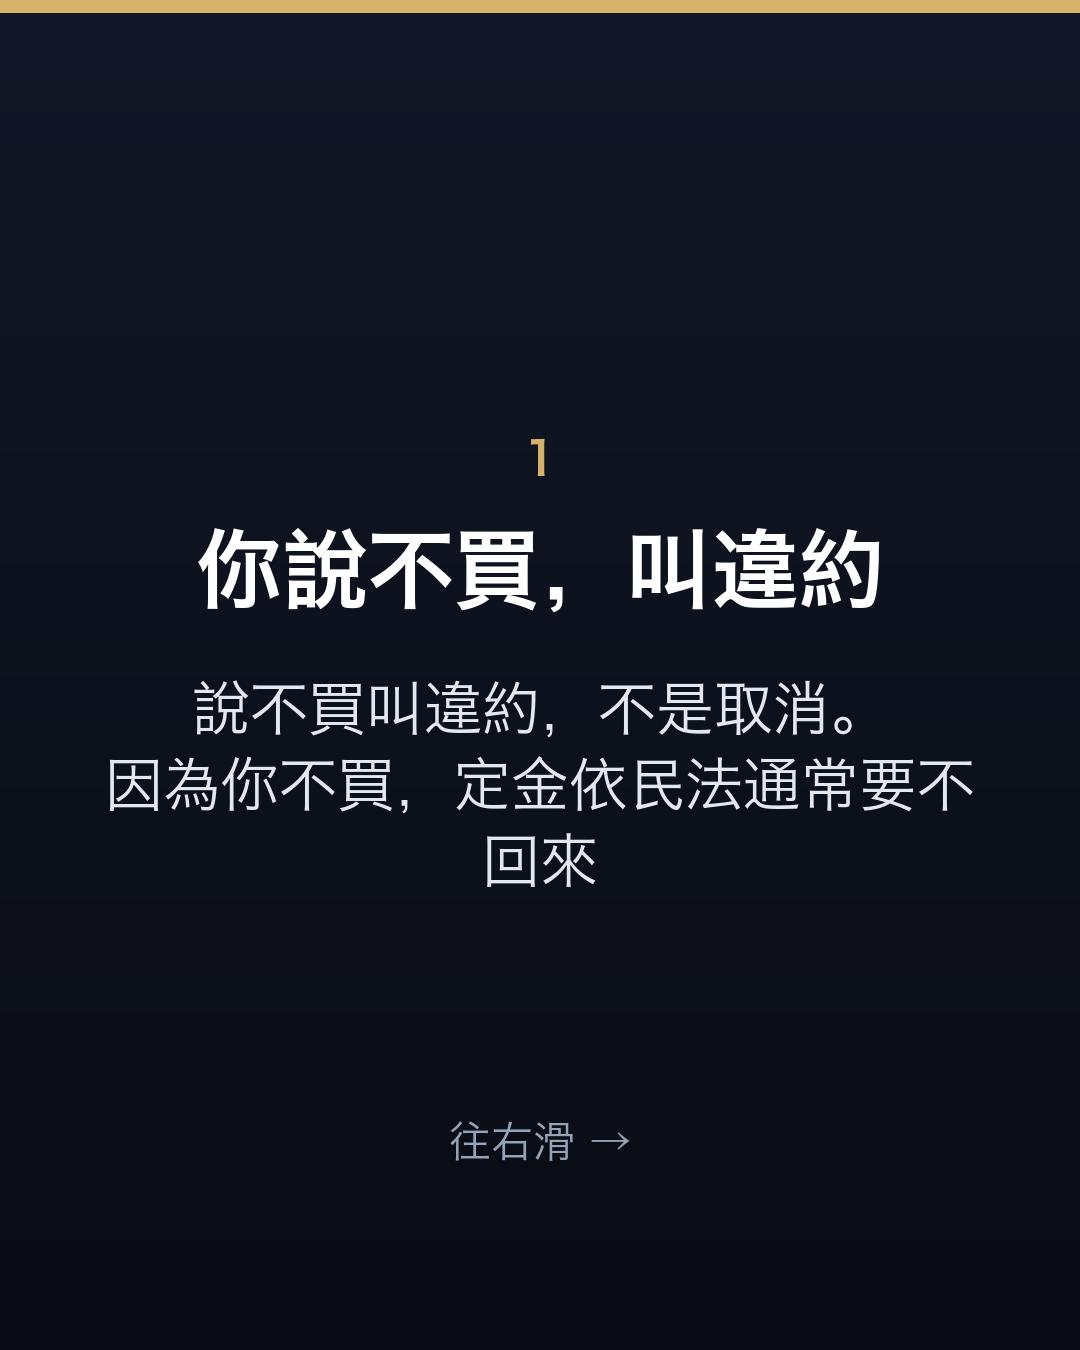 1
你說不買，叫違約
說不買叫違約，不是取消。
因為你不買，定金依民法通常要不
回來
往右滑 →